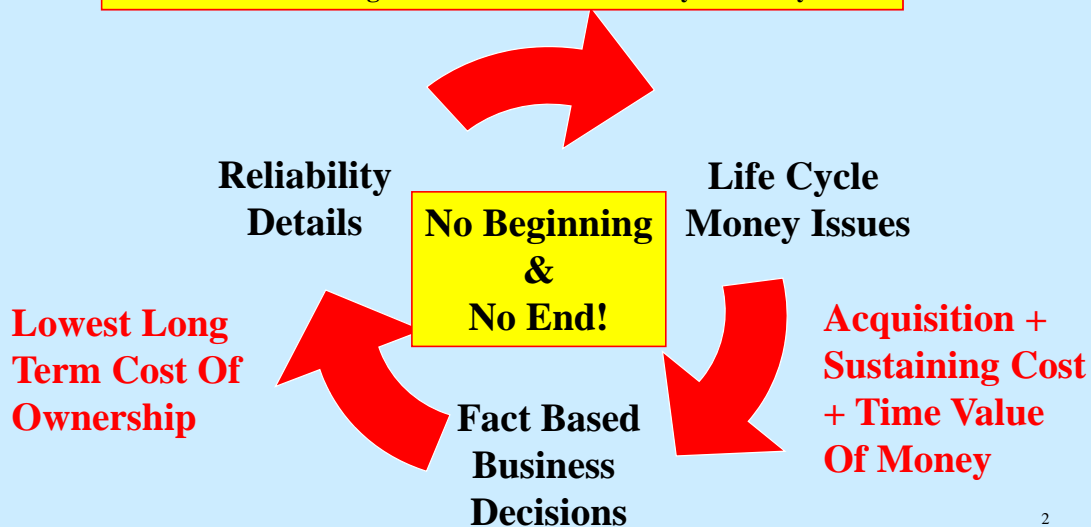 Reliability
Details
Life Cycle
Money Issues
No Beginning
&
No End!
Lowest Long
Term Cost Of
Ownership
Acquisition +
Sustaining Cost
+ Time Value
Of Money
Fact Based
Business
Decisions
2